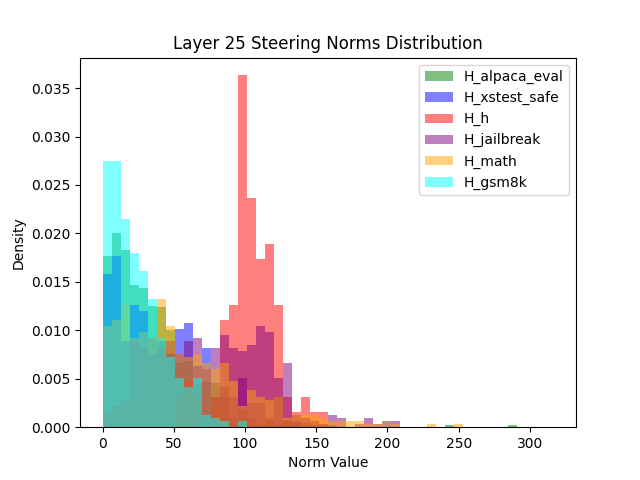 Layer 25 Steering Norms Distribution
H_alpaca_eval
H_xstest_safe
H_h
H_jailbreak
H_math
H_gsm8k
Density
0.035
0.030
0.025
0.020
0.015
0.010
0.005
0.000
0 50 100 150 200 250 300
Norm Value